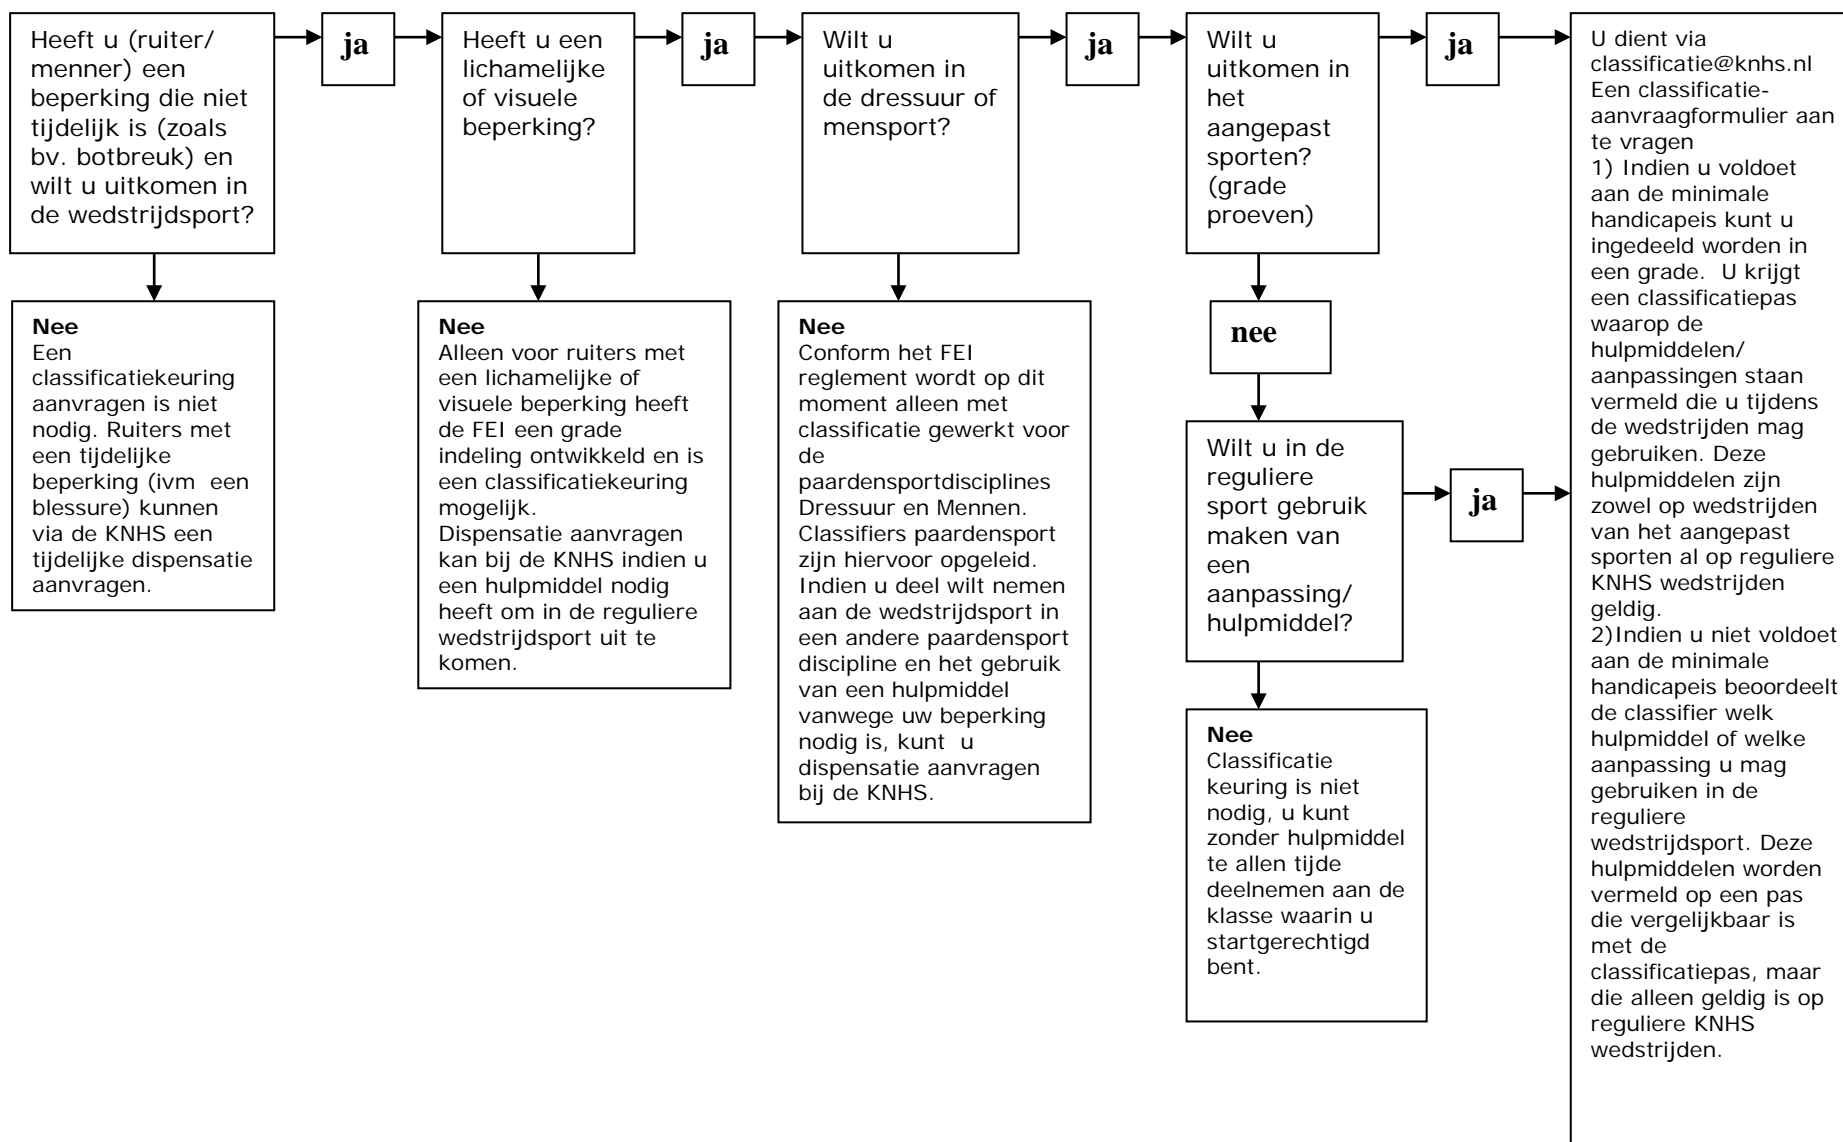 Heeft u (ruiter/
menner) een
beperking die niet
tijdelijk is (zoals
bv. botbreuk) en
wilt u uitkomen in
de wedstrijdsport?
ja
Heeft u een
lichamelijke
of visuele
beperking?
ja
Wilt u
uitkomen in
de dressuur of
mensport?
ja
Wilt u
uitkomen in
het
aangepast
sporten?
(grade
proeven)
ja
U dient via
classificatie@knhs.nl
Een classificatie-
aanvraagformulier aan
te vragen
1) Indien u voldoet
aan de minimale
handicapeis kunt u
ingedeeld worden in
een grade.  U krijgt
een classificatiepas
waarop de
hulpmiddelen/
aanpassingen staan
vermeld die u tijdens
de wedstrijden mag
gebruiken. Deze
hulpmiddelen zijn
zowel op wedstrijden
van het aangepast
sporten al op reguliere
KNHS wedstrijden
geldig.
2)Indien u niet voldoet
aan de minimale
handicapeis beoordeelt
de classifier welk
hulpmiddel of welke
aanpassing u mag
gebruiken in de
reguliere
wedstrijdsport. Deze
hulpmiddelen worden
vermeld op een pas
die vergelijkbaar is
met de
classificatiepas, maar
die alleen geldig is op
reguliere KNHS
wedstrijden.
Nee
Een
classificatiekeuring
aanvragen is niet
nodig. Ruiters met
een tijdelijke
beperking (ivm  een
blessure) kunnen
via de KNHS een
tijdelijke dispensatie
aanvragen.
Nee
Alleen voor ruiters met
een lichamelijke of
visuele beperking heeft
de FEI een grade
indeling ontwikkeld en is
een classificatiekeuring
mogelijk.
Dispensatie aanvragen
kan bij de KNHS indien u
een hulpmiddel nodig
heeft om in de reguliere
wedstrijdsport uit te
komen.
Nee
Conform het FEI
reglement wordt op dit
moment alleen met
classificatie gewerkt voor
de
paardensportdisciplines
Dressuur en Mennen.
Classifiers paardensport
zijn hiervoor opgeleid.
Indien u deel wilt nemen
aan de wedstrijdsport in
een andere paardensport
discipline en het gebruik
van een hulpmiddel
vanwege uw beperking
nodig is, kunt  u
dispensatie aanvragen
bij de KNHS.
nee
Wilt u in de
reguliere
sport gebruik
maken van
een
aanpassing/
hulpmiddel?
ja
Nee
Classificatie
keuring is niet
nodig, u kunt
zonder hulpmiddel
te allen tijde
deelnemen aan de
klasse waarin u
startgerechtigd
bent.